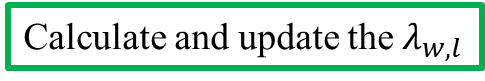 Calculate and update the λ_{w,l}